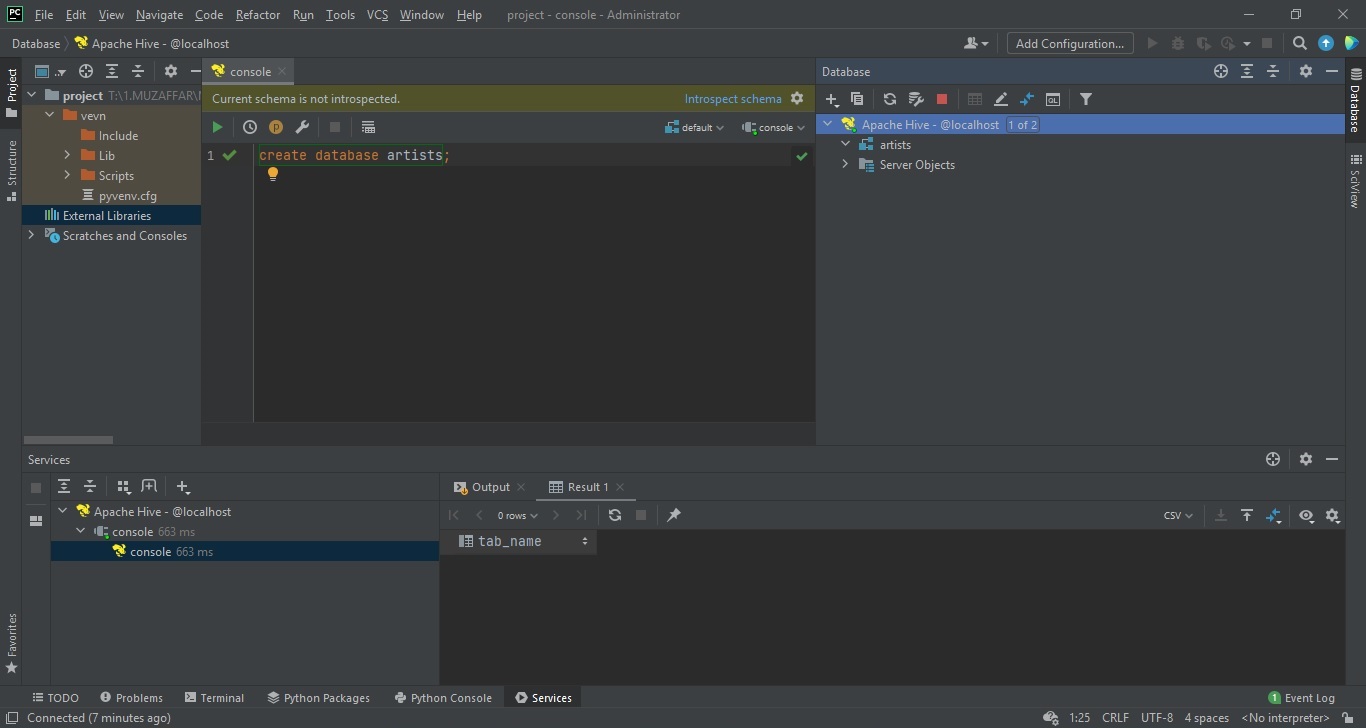 PC File Edit View Navigate Code Refactor Run Tools VCS Window Help project - console - Administrator
Database Apache Hive - @localhost Add Configuration...
Project
Structure
Favorites
project T:\1.MUZAFFAR\
vevn
Include
Lib
Scripts
pyvenv.cfg
External Libraries
Scratches and Consoles
console
Current schema is not introspected. Introspect schema
P default console
1 create database artists;
Database
QL
Apache Hive - @localhost 1 of 2
artists
Server Objects
Database
SciView
Services
Apache Hive - @localhost
console 663 ms
console 663 ms
Output Result 1
0 rows CSV
tab_name
TODO Problems Terminal Python Packages Python Console Services 1 Event Log
Connected (7 minutes ago) 1:25 CRLF UTF-8 4 spaces <No interpreter>